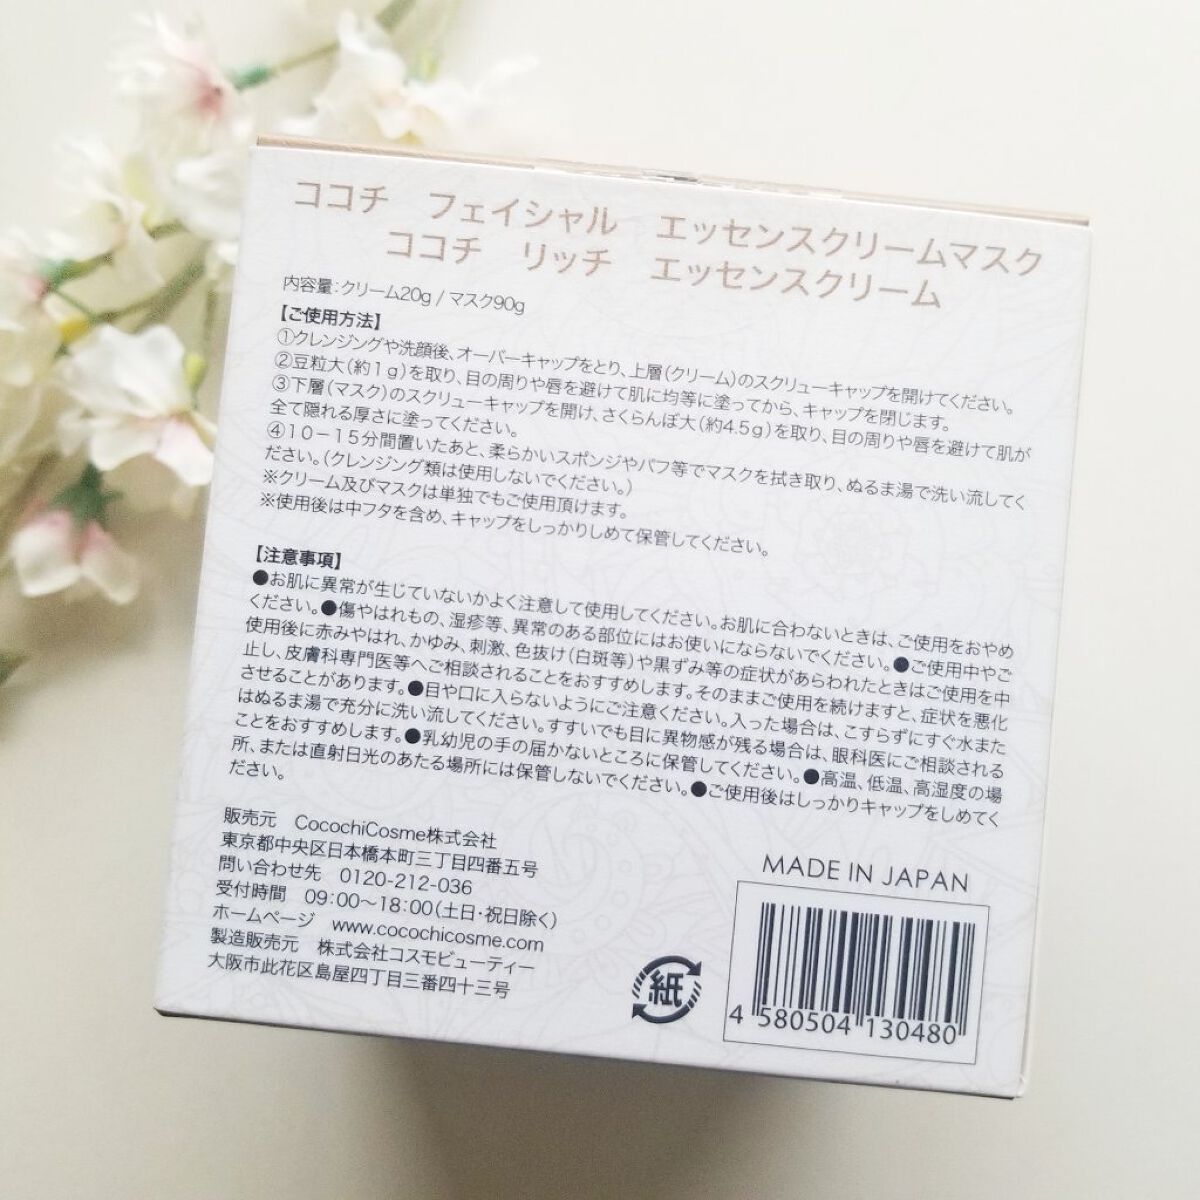 ココチ　フェイシャル　エッセンスクリームマスク
ココチ　リッチ　エッセンスクリーム
内容量:クリーム20g / マスク90g
【ご使用方法】
①クレンジングや洗顔後、オーバーキャップをとり、上層(クリーム)のスクリューキャップを開けてください。
②豆粒大(約1g)を取り、目の周りや唇を避けて肌に均等に塗ってから、キャップを閉じます。
③下層(マスク)のスクリューキャップを開け、さくらんぼ大(約4.5g)を取り、目の周りや唇を避けて肌が
全て隠れる厚さに塗ってください。
④10－15分間置いたあと、柔らかいスポンジやパフ等でマスクを拭き取り、ぬるま湯で洗い流してく
ださい。(クレンジング類は使用しないでください。)
※クリーム及びマスクは単独でもご使用頂けます。
※使用後は中フタを含め、キャップをしっかりしめて保管してください。
【注意事項】
●お肌に異常が生じていないかよく注意して使用してください。お肌に合わないときは、ご使用をおやめ
ください。●傷やはれもの、湿疹等、異常のある部位にはお使いにならないでください。●ご使用中やご
使用後に赤みやはれ、かゆみ、刺激、色抜け(白斑等)や黒ずみ等の症状があらわれたときはご使用を中
止し、皮膚科専門医等へご相談されることをおすすめします。そのままご使用を続けますと、症状を悪化
させることがあります。●目や口に入らないようにご注意ください。入った場合は、こすらずにすぐ水また
はぬるま湯で充分に洗い流してください。すすいでも目に異物感が残る場合は、眼科医にご相談される
ことをおすすめします。●乳幼児の手の届かないところに保管してください。●高温、低温、高湿度の場
所、または直射日光のあたる場所には保管しないでください。●ご使用後はしっかりキャップをしめてく
ださい。
販売元　CocochiCosme株式会社
東京都中央区日本橋本町三丁目四番五号
問い合わせ先　0120-212-036
受付時間　09:00～18:00(土日・祝日除く)
ホームページ　www.cocochicosme.com
製造販売元　株式会社コスモビューティー
大阪市此花区島屋四丁目三番四十三号
紙
MADE IN JAPAN
4 580504 130480